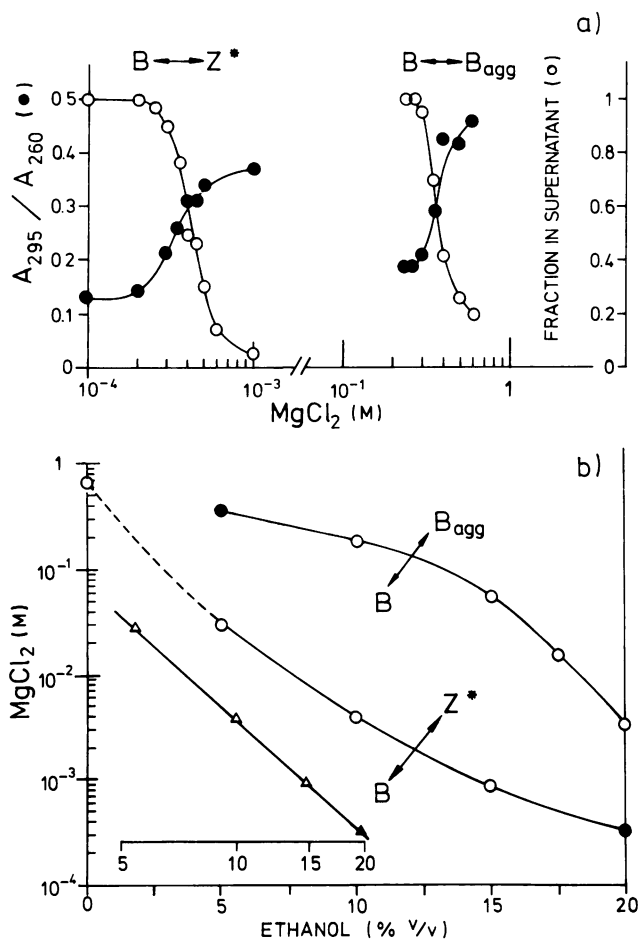 a)
B ↔ Z*
B ↔ Bagg
A295 / A260 (●)
FRACTION IN SUPERNATANT (o)
0.5
0.4
0.3
0.2
0.1
0
1
0.8
0.6
0.4
0.2
0
10⁻⁴
10⁻³
10⁻¹
1
MgCl2 (M)
b)
MgCl2 (M)
1
10⁻¹
10⁻²
10⁻³
10⁻⁴
Bagg
B
Z*
B
5
10
15
20
0
5
10
15
20
ETHANOL (% v/v)